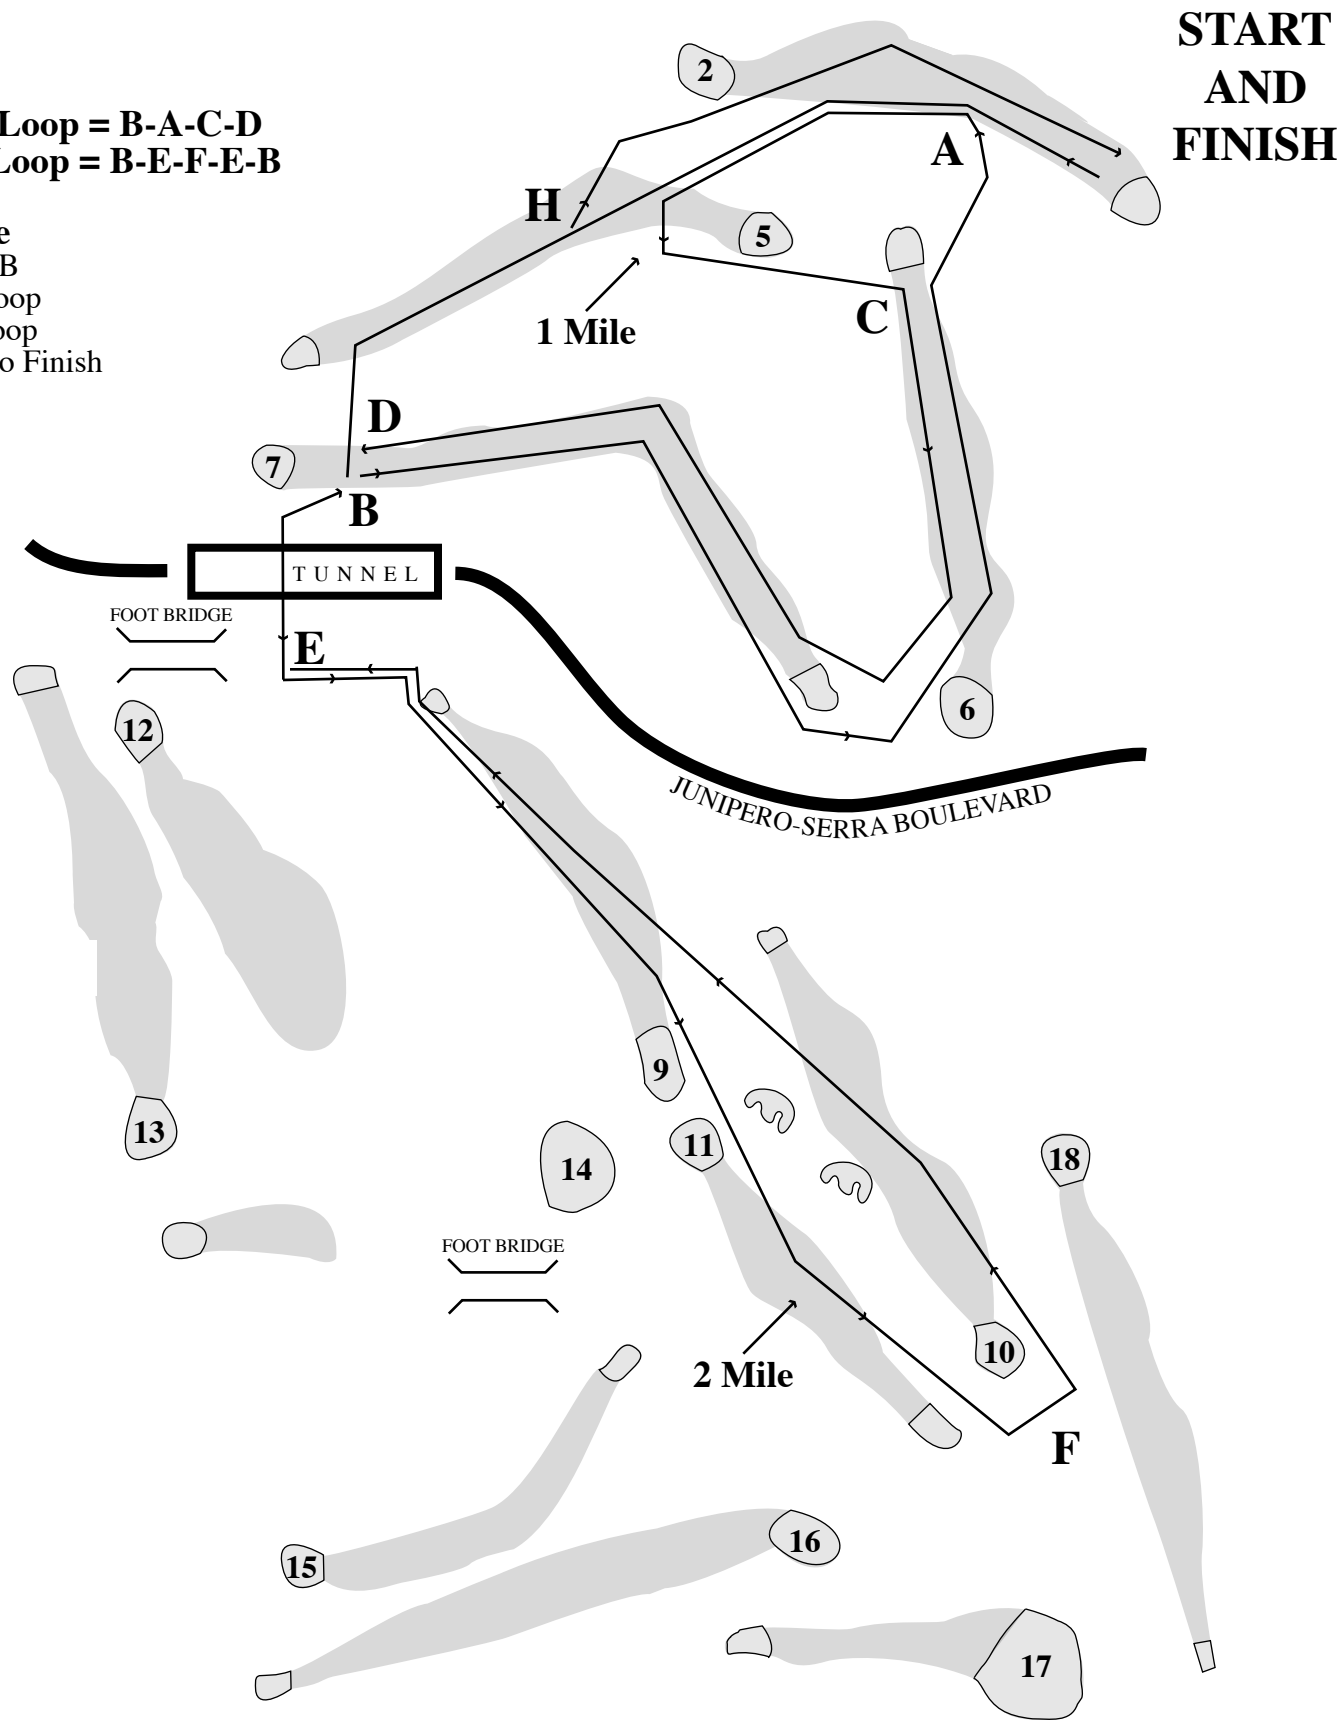 START
AND
FINISH
Loop = B-A-C-D
Loop = B-E-F-E-B
e
B
oop
oop
o Finish
2
A
H
5
C
1 Mile
D
7
B
TUNNEL
FOOT BRIDGE
E
6
12
JUNIPERO-SERRA BOULEVARD
9
13
11
14
18
FOOT BRIDGE
10
2 Mile
F
15
16
17